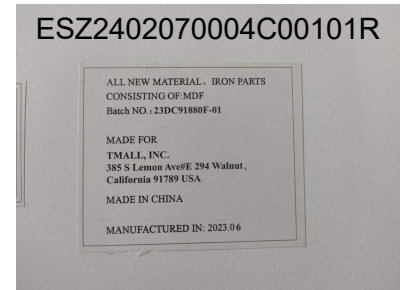 ESZ2402070004C00101R
ALL NEW MATERIAL、IRON PARTS
CONSISTING OF:MDF
Batch NO.: 23DC91880F-01
MADE FOR
TMALL, INC.
385 S Lemon Ave#E 294 Walnut,
California 91789 USA
MADE IN CHINA
MANUFACTURED IN: 2023.06